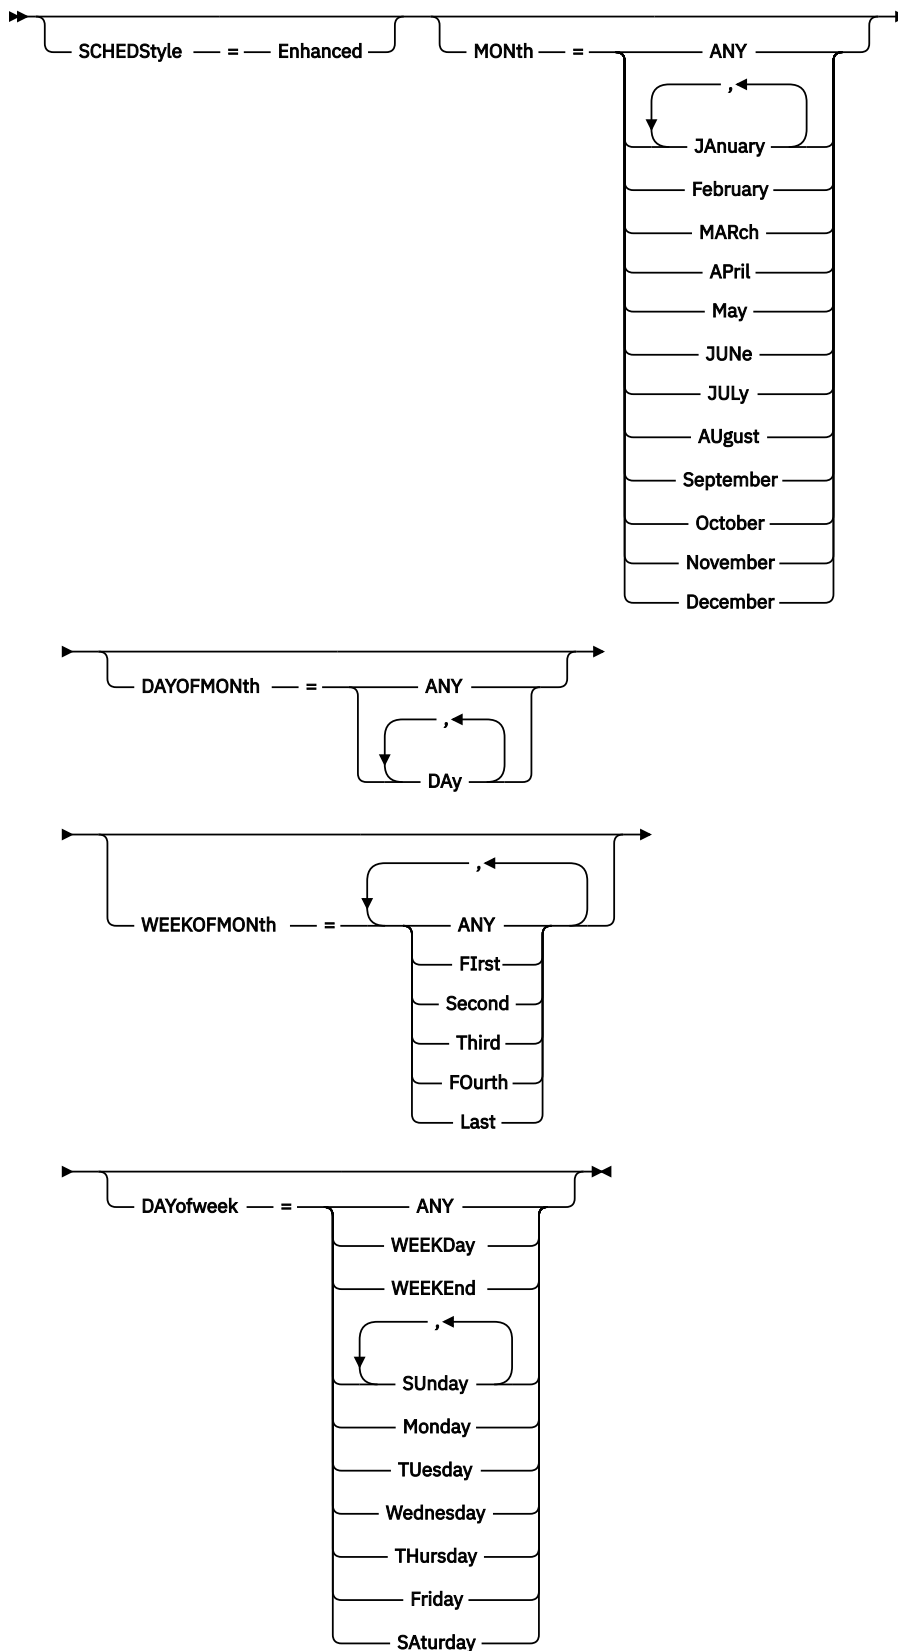 SCHEDStyle = Enhanced MONth = ANY
,
JAnuary
February
MARch
APril
May
JUNe
JULy
AUgust
September
October
November
December
DAYOFMONth = ANY
,
DAy
,
WEEKOFMONth = ANY
FIrst
Second
Third
FOurth
Last
DAYofweek = ANY
WEEKDay
WEEKEnd
,
SUnday
Monday
TUesday
Wednesday
THursday
Friday
SAturday